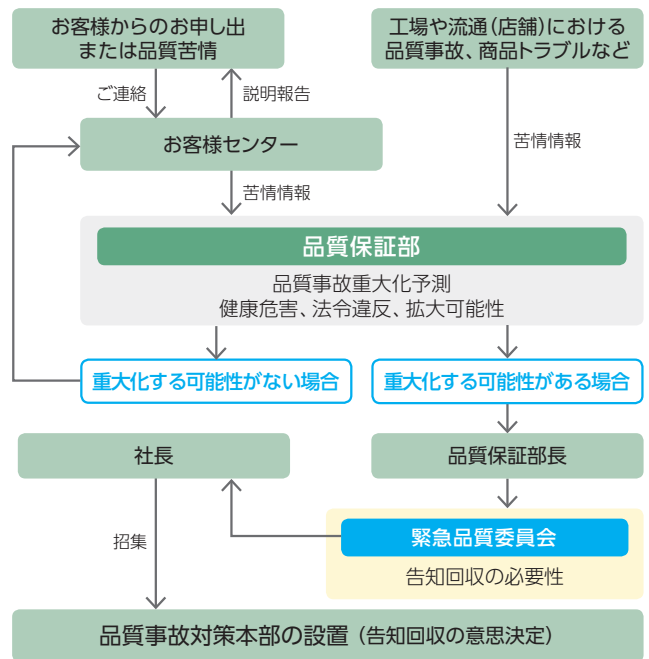 お客様からのお申し出
または品質苦情
工場や流通(店舗)における
品質事故、商品トラブルなど
ご連絡
説明報告
お客様センター
苦情情報
苦情情報
品質保証部
品質事故重大化予測
健康危害、法令違反、拡大可能性
重大化する可能性がない場合
重大化する可能性がある場合
社長
品質保証部長
招集
緊急品質委員会
告知回収の必要性
品質事故対策本部の設置（告知回収の意思決定）